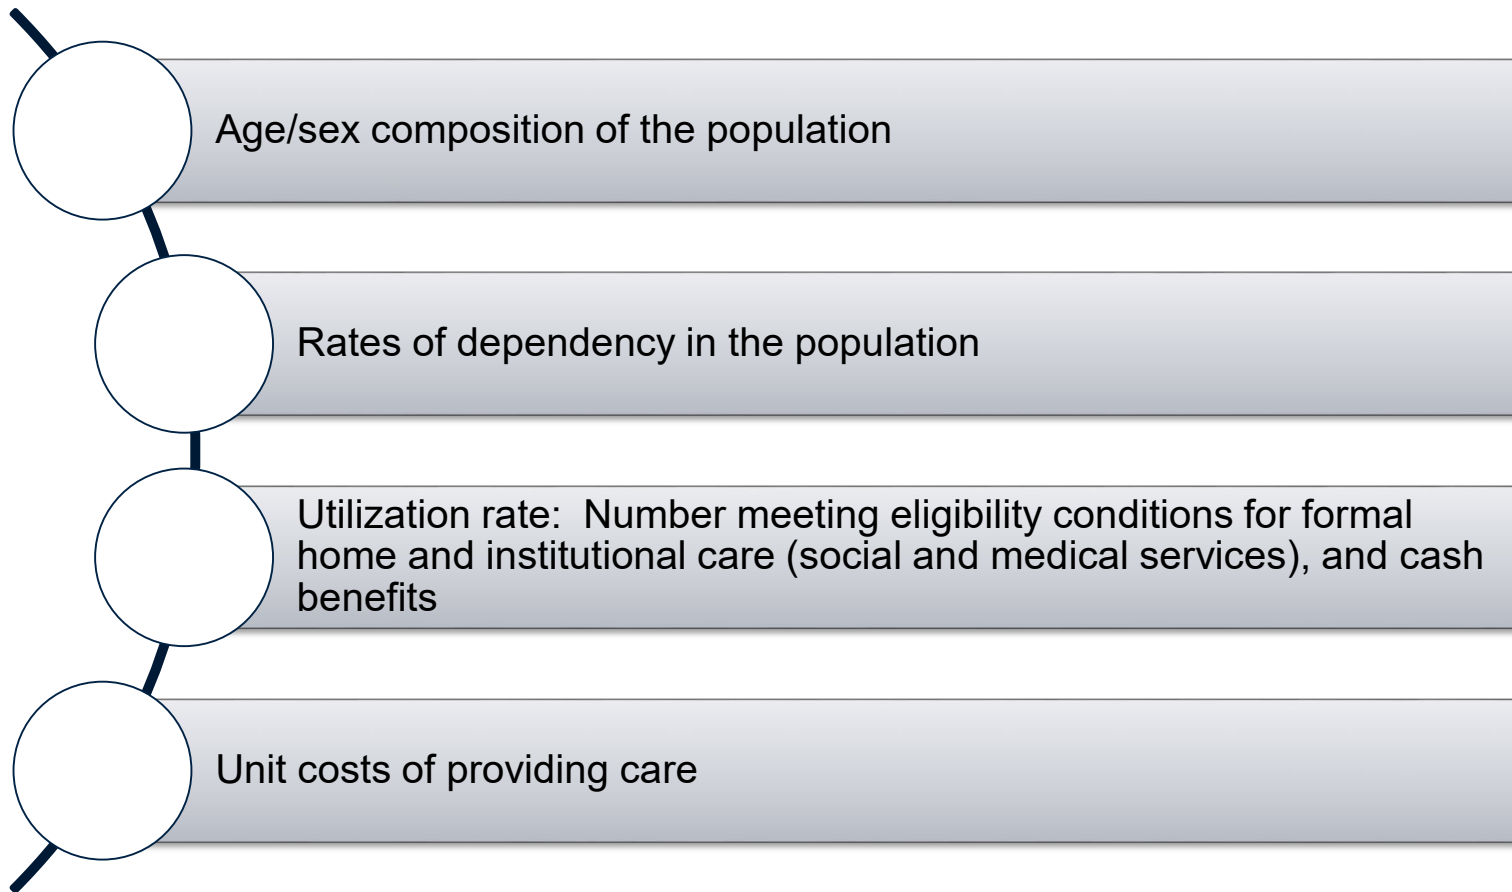 Age/sex composition of the population
Rates of dependency in the population
Utilization rate:  Number meeting eligibility conditions for formal
home and institutional care (social and medical services), and cash
benefits
Unit costs of providing care